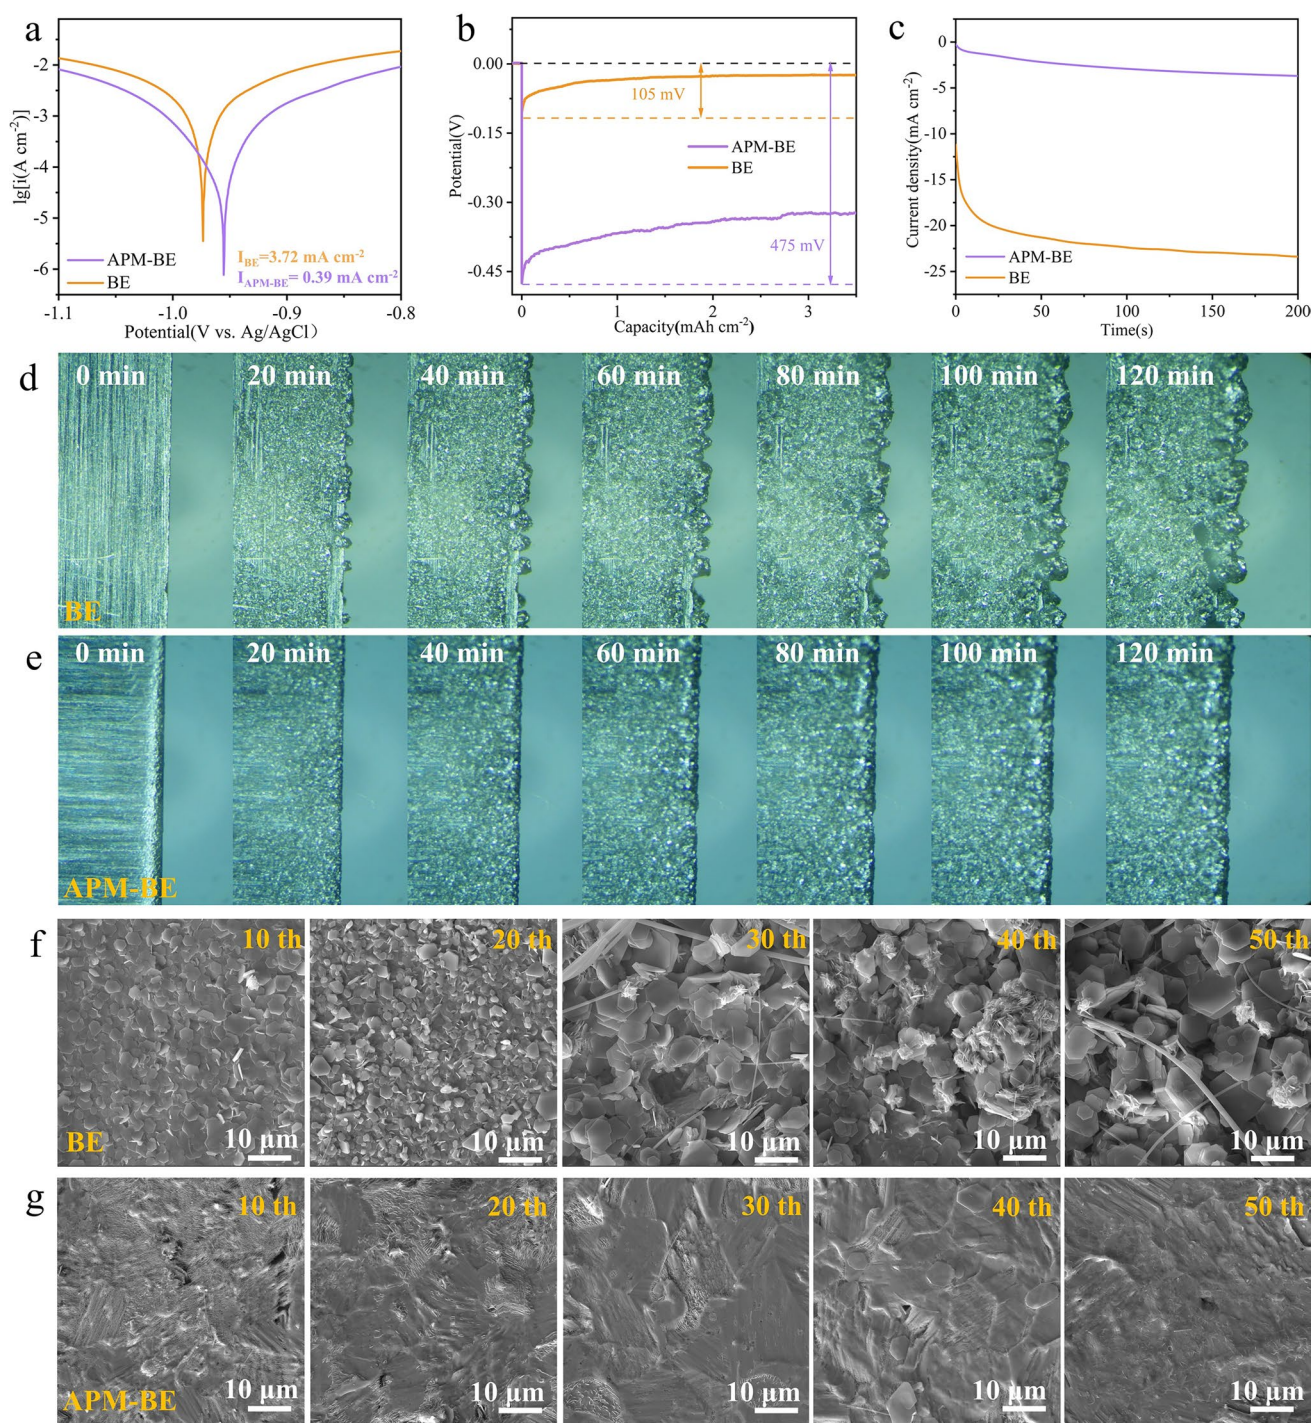 a
lg[i(A cm⁻²)]
-2
-3
-4
-5
-6
APM-BE
BE
I_BE=3.72 mA cm⁻²
I_APM-BE= 0.39 mA cm⁻²
-1.1
-1.0
-0.9
-0.8
Potential(V vs. Ag/AgCl）
b
Potential(V)
0.00
-0.15
-0.30
-0.45
105 mV
APM-BE
BE
475 mV
0
1
2
3
Capacity(mAh cm⁻²)
c
Current density(mA cm⁻²)
0
-5
-10
-15
-20
-25
APM-BE
BE
0
50
100
150
200
Time(s)
d
0 min
20 min
40 min
60 min
80 min
100 min
120 min
BE
e
0 min
20 min
40 min
60 min
80 min
100 min
120 min
APM-BE
f
10 th
20 th
30 th
40 th
50 th
BE
10 μm
10 μm
10 μm
10 μm
10 μm
g
10 th
20 th
30 th
40 th
50 th
APM-BE
10 μm
10 μm
10 μm
10 μm
10 μm